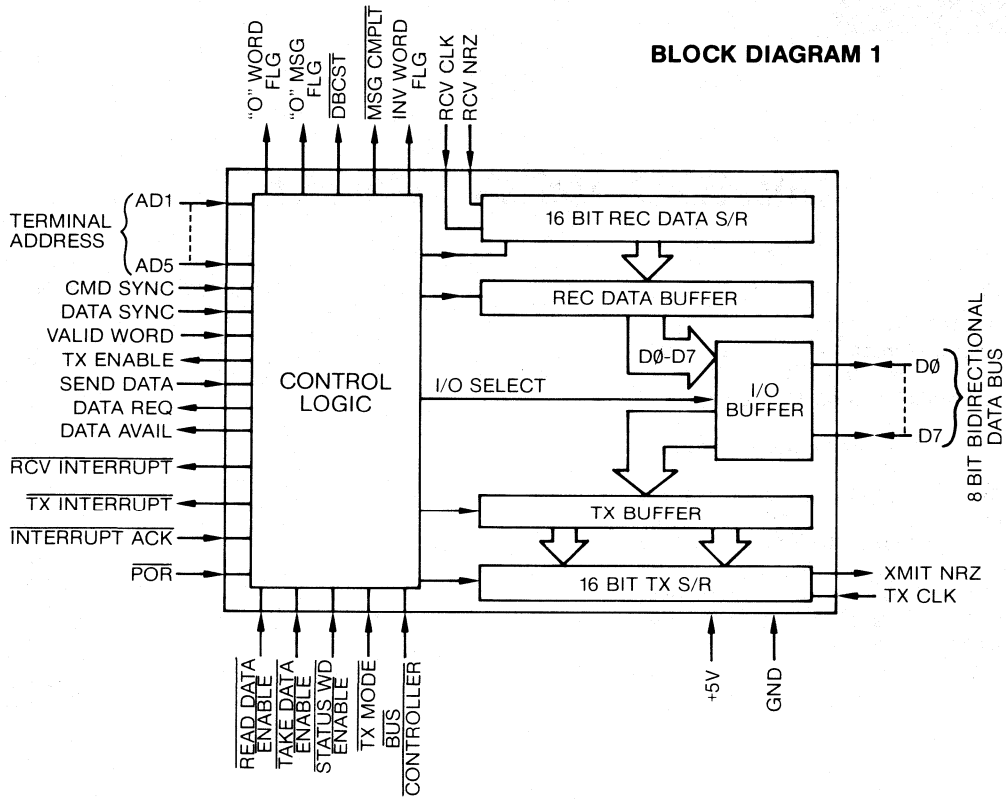 BLOCK DIAGRAM 1
"O" WORD
FLG
"O" MSG
FLG
DBCST
MSG CMPLT
INV WORD
FLG
RCV CLK
RCV NRZ
TERMINAL
ADDRESS
AD1
AD5
CMD SYNC
DATA SYNC
VALID WORD
TX ENABLE
SEND DATA
DATA REQ
DATA AVAIL
RCV INTERRUPT
TX INTERRUPT
INTERRUPT ACK
POR
CONTROL
LOGIC
16 BIT REC DATA S/R
REC DATA BUFFER
DØ-D7
I/O SELECT
I/O
BUFFER
TX BUFFER
16 BIT TX S/R
DØ
D7
8 BIT BIDIRECTIONAL
DATA BUS
XMIT NRZ
TX CLK
READ DATA
ENABLE
TAKE DATA
ENABLE
STATUS WD
ENABLE
TX MODE
BUS
CONTROLLER
+5V
GND